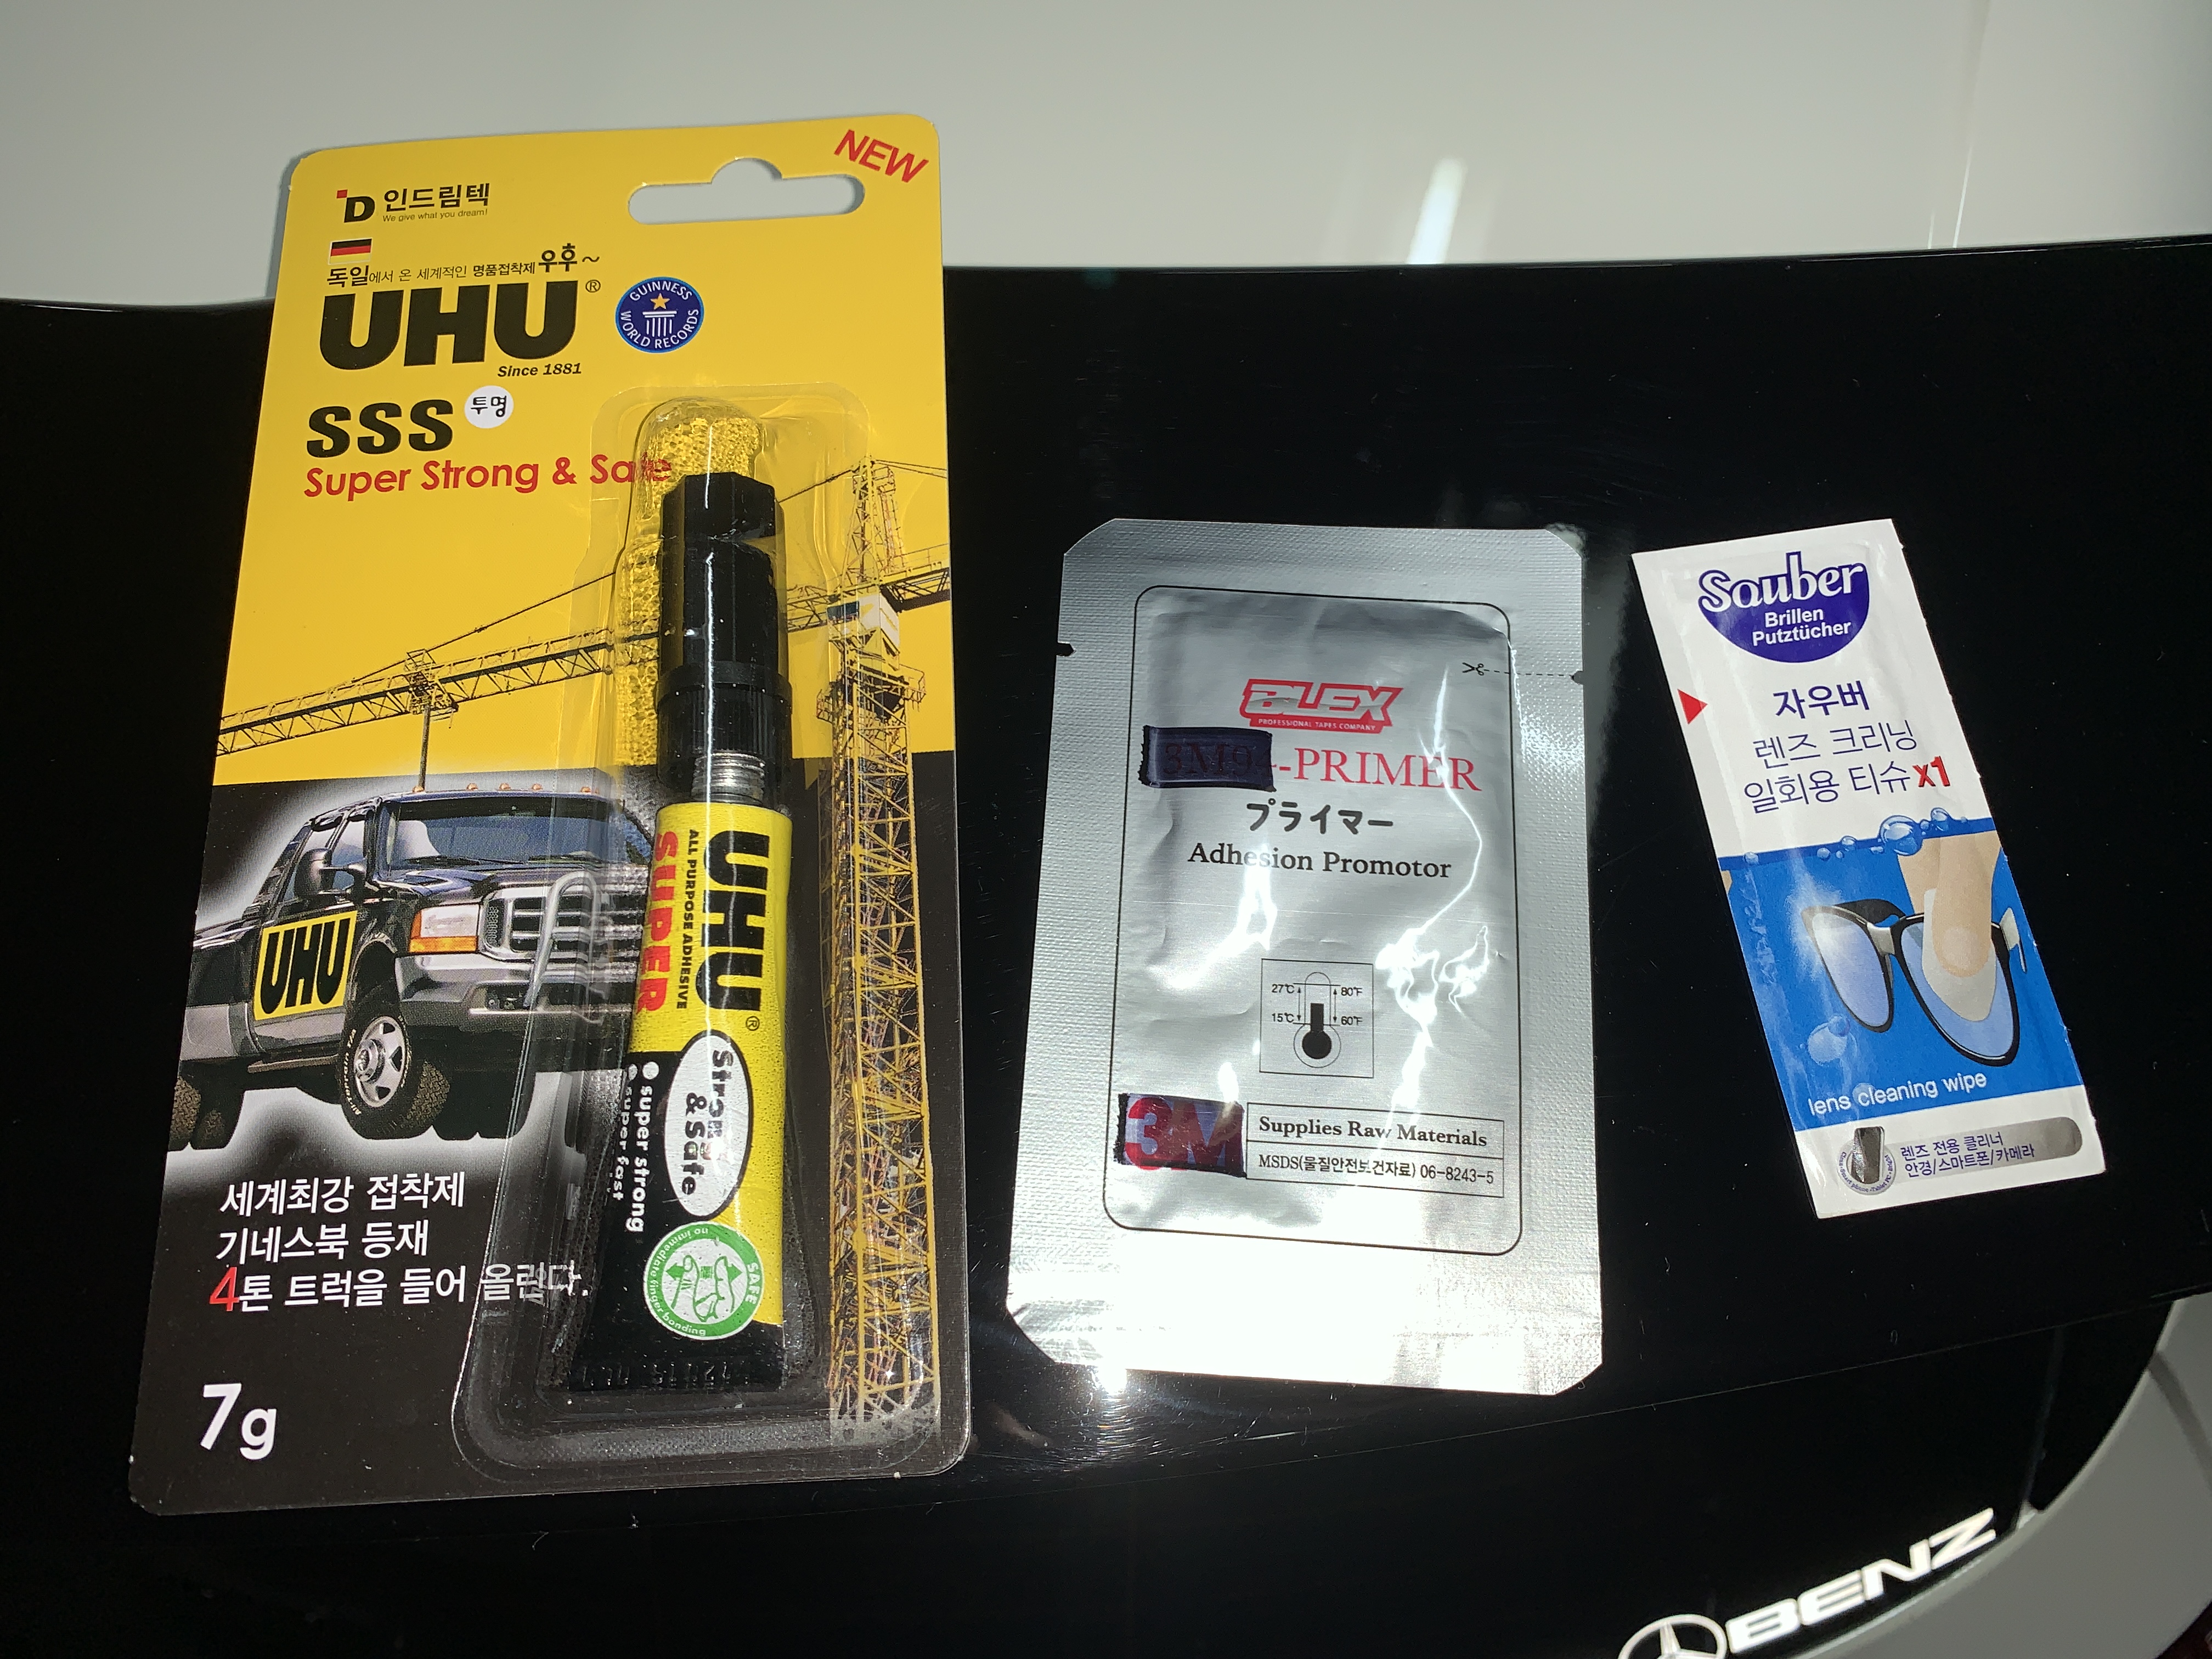 NEW
D 인드림텍
We give what you dream!
독일에서 온 세계적인 명품접착제 우후~
UHU®
Since 1881
GUINNESS WORLD RECORDS
SSS 투명
Super Strong & Safe
UHU
UHU®
ALL PURPOSE ADHESIVE
SUPER
Strong & Safe
super strong
super fast
SAFE
no immediate finger bonding
세계최강 접착제
기네스북 등재
4톤 트럭을 들어 올린다.
7g
ALEX
PROFESSIONAL TAPES COMPANY
3M94-PRIMER
プライマー
Adhesion Promotor
27℃ 80℉
15℃ 60℉
3M
Supplies Raw Materials
MSDS(물질안전보건자료) 06-8243-5
Sauber
Brillen
Putztücher
자우버
렌즈 크리닝
일회용 티슈 x1
lens cleaning wipe
렌즈 전용 클리너
안경/스마트폰/카메라
BENZ